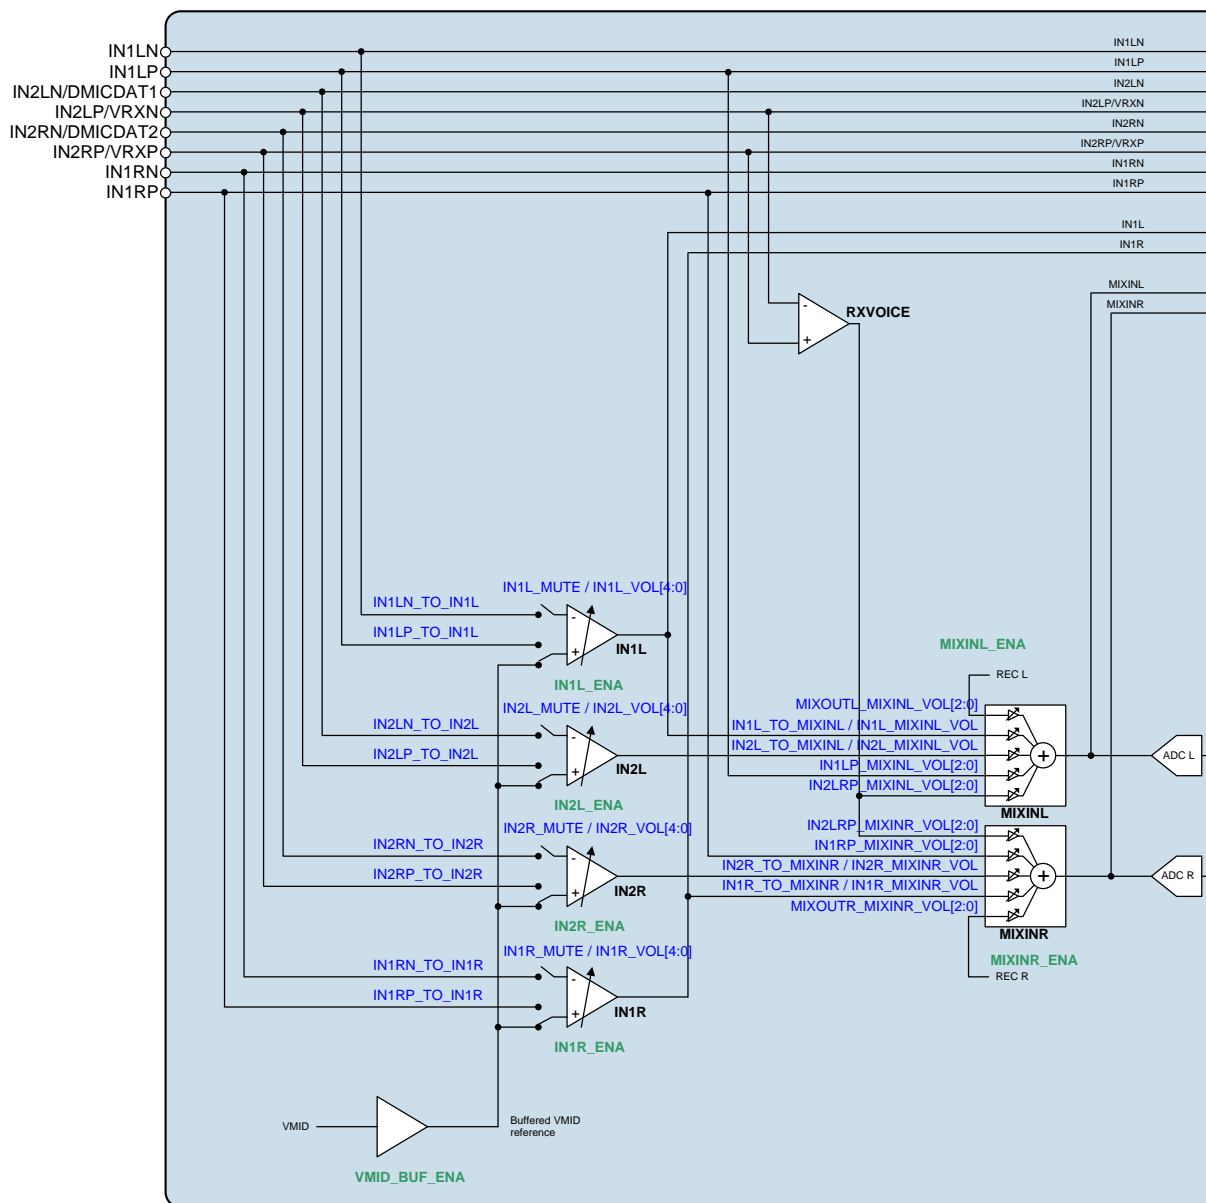 IN1LN
IN1LN
IN1LP
IN1LP
IN2LN/DMICDAT1
IN2LN
IN2LP/VRXN
IN2LP/VRXN
IN2RN/DMICDAT2
IN2RN
IN2RP/VRXP
IN2RP/VRXP
IN1RN
IN1RN
IN1RP
IN1RP
IN1L
IN1R
MIXINL
MIXINR
-
RXVOICE
+
IN1L_MUTE / IN1L_VOL[4:0]
IN1LN_TO_IN1L
-
IN1LP_TO_IN1L
+
IN1L
IN1L_ENA
MIXINL_ENA
REC L
IN2L_MUTE / IN2L_VOL[4:0]
IN2LN_TO_IN2L
-
IN2LP_TO_IN2L
+
IN2L
IN2L_ENA
MIXOUTL_MIXINL_VOL[2:0]
IN1L_TO_MIXINL / IN1L_MIXINL_VOL
IN2L_TO_MIXINL / IN2L_MIXINL_VOL
IN1LP_MIXINL_VOL[2:0]
IN2LRP_MIXINL_VOL[2:0]
+
MIXINL
ADC L
IN2R_MUTE / IN2R_VOL[4:0]
IN2RN_TO_IN2R
-
IN2RP_TO_IN2R
+
IN2R
IN2R_ENA
IN2LRP_MIXINR_VOL[2:0]
IN1RP_MIXINR_VOL[2:0]
IN2R_TO_MIXINR / IN2R_MIXINR_VOL
IN1R_TO_MIXINR / IN1R_MIXINR_VOL
MIXOUTR_MIXINR_VOL[2:0]
+
MIXINR
ADC R
MIXINR_ENA
REC R
IN1R_MUTE / IN1R_VOL[4:0]
IN1RN_TO_IN1R
-
IN1RP_TO_IN1R
+
IN1R
IN1R_ENA
VMID
Buffered VMID
reference
VMID_BUF_ENA